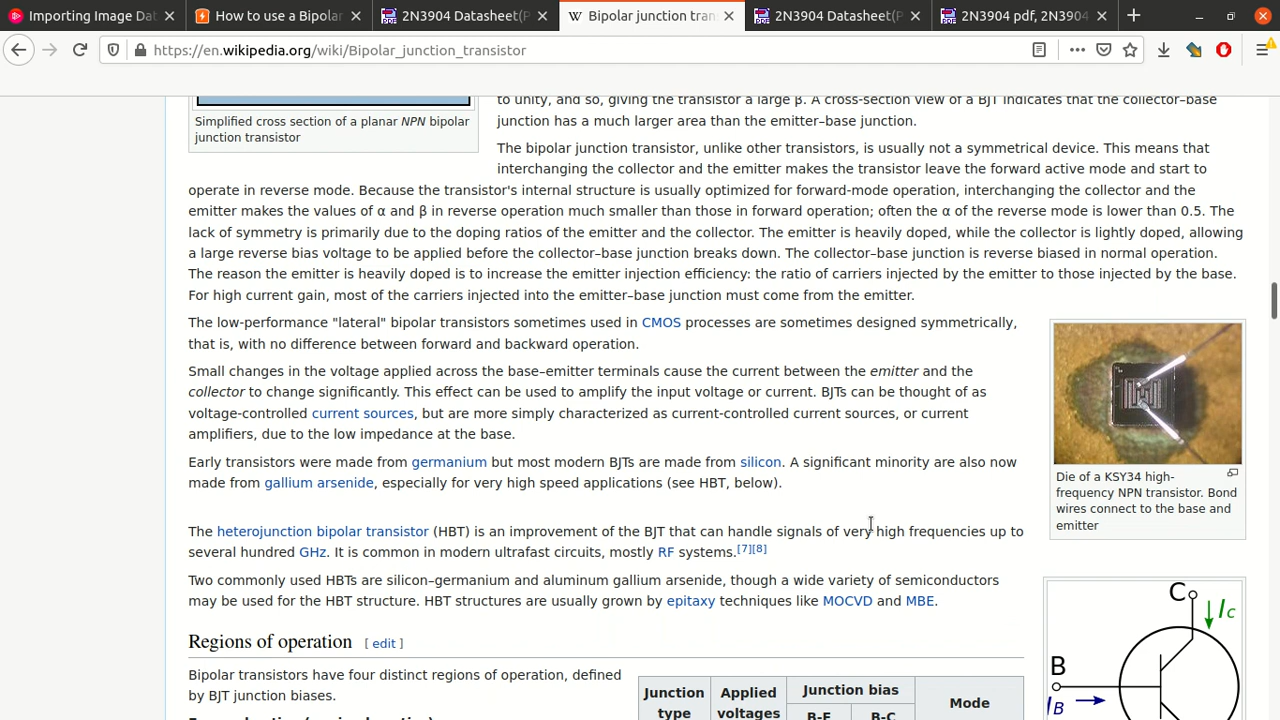 Importing Image Dat
How to use a Bipolar
2N3904 Datasheet(P
Bipolar junction tran
2N3904 Datasheet(P
2N3904 pdf, 2N3904
https://en.wikipedia.org/wiki/Bipolar_junction_transistor
to unity, and so, giving the transistor a large β. A cross-section view of a BJT indicates that the collector–base
junction has a much larger area than the emitter–base junction.
Simplified cross section of a planar NPN bipolar
junction transistor
The bipolar junction transistor, unlike other transistors, is usually not a symmetrical device. This means that
interchanging the collector and the emitter makes the transistor leave the forward active mode and start to
operate in reverse mode. Because the transistor's internal structure is usually optimized for forward-mode operation, interchanging the collector and the
emitter makes the values of α and β in reverse operation much smaller than those in forward operation; often the α of the reverse mode is lower than 0.5. The
lack of symmetry is primarily due to the doping ratios of the emitter and the collector. The emitter is heavily doped, while the collector is lightly doped, allowing
a large reverse bias voltage to be applied before the collector–base junction breaks down. The collector–base junction is reverse biased in normal operation.
The reason the emitter is heavily doped is to increase the emitter injection efficiency: the ratio of carriers injected by the emitter to those injected by the base.
For high current gain, most of the carriers injected into the emitter–base junction must come from the emitter.
The low-performance "lateral" bipolar transistors sometimes used in CMOS processes are sometimes designed symmetrically,
that is, with no difference between forward and backward operation.
Small changes in the voltage applied across the base–emitter terminals cause the current between the emitter and the
collector to change significantly. This effect can be used to amplify the input voltage or current. BJTs can be thought of as
voltage-controlled current sources, but are more simply characterized as current-controlled current sources, or current
amplifiers, due to the low impedance at the base.
Early transistors were made from germanium but most modern BJTs are made from silicon. A significant minority are also now
made from gallium arsenide, especially for very high speed applications (see HBT, below).
Die of a KSY34 high-
frequency NPN transistor. Bond
wires connect to the base and
emitter
The heterojunction bipolar transistor (HBT) is an improvement of the BJT that can handle signals of very high frequencies up to
several hundred GHz. It is common in modern ultrafast circuits, mostly RF systems.[7][8]
Two commonly used HBTs are silicon–germanium and aluminum gallium arsenide, though a wide variety of semiconductors
may be used for the HBT structure. HBT structures are usually grown by epitaxy techniques like MOCVD and MBE.
C
IC
B
IB
Regions of operation [ edit ]
Bipolar transistors have four distinct regions of operation, defined
by BJT junction biases.
Junction type
Applied voltages
Junction bias
B-E
B-C
Mode